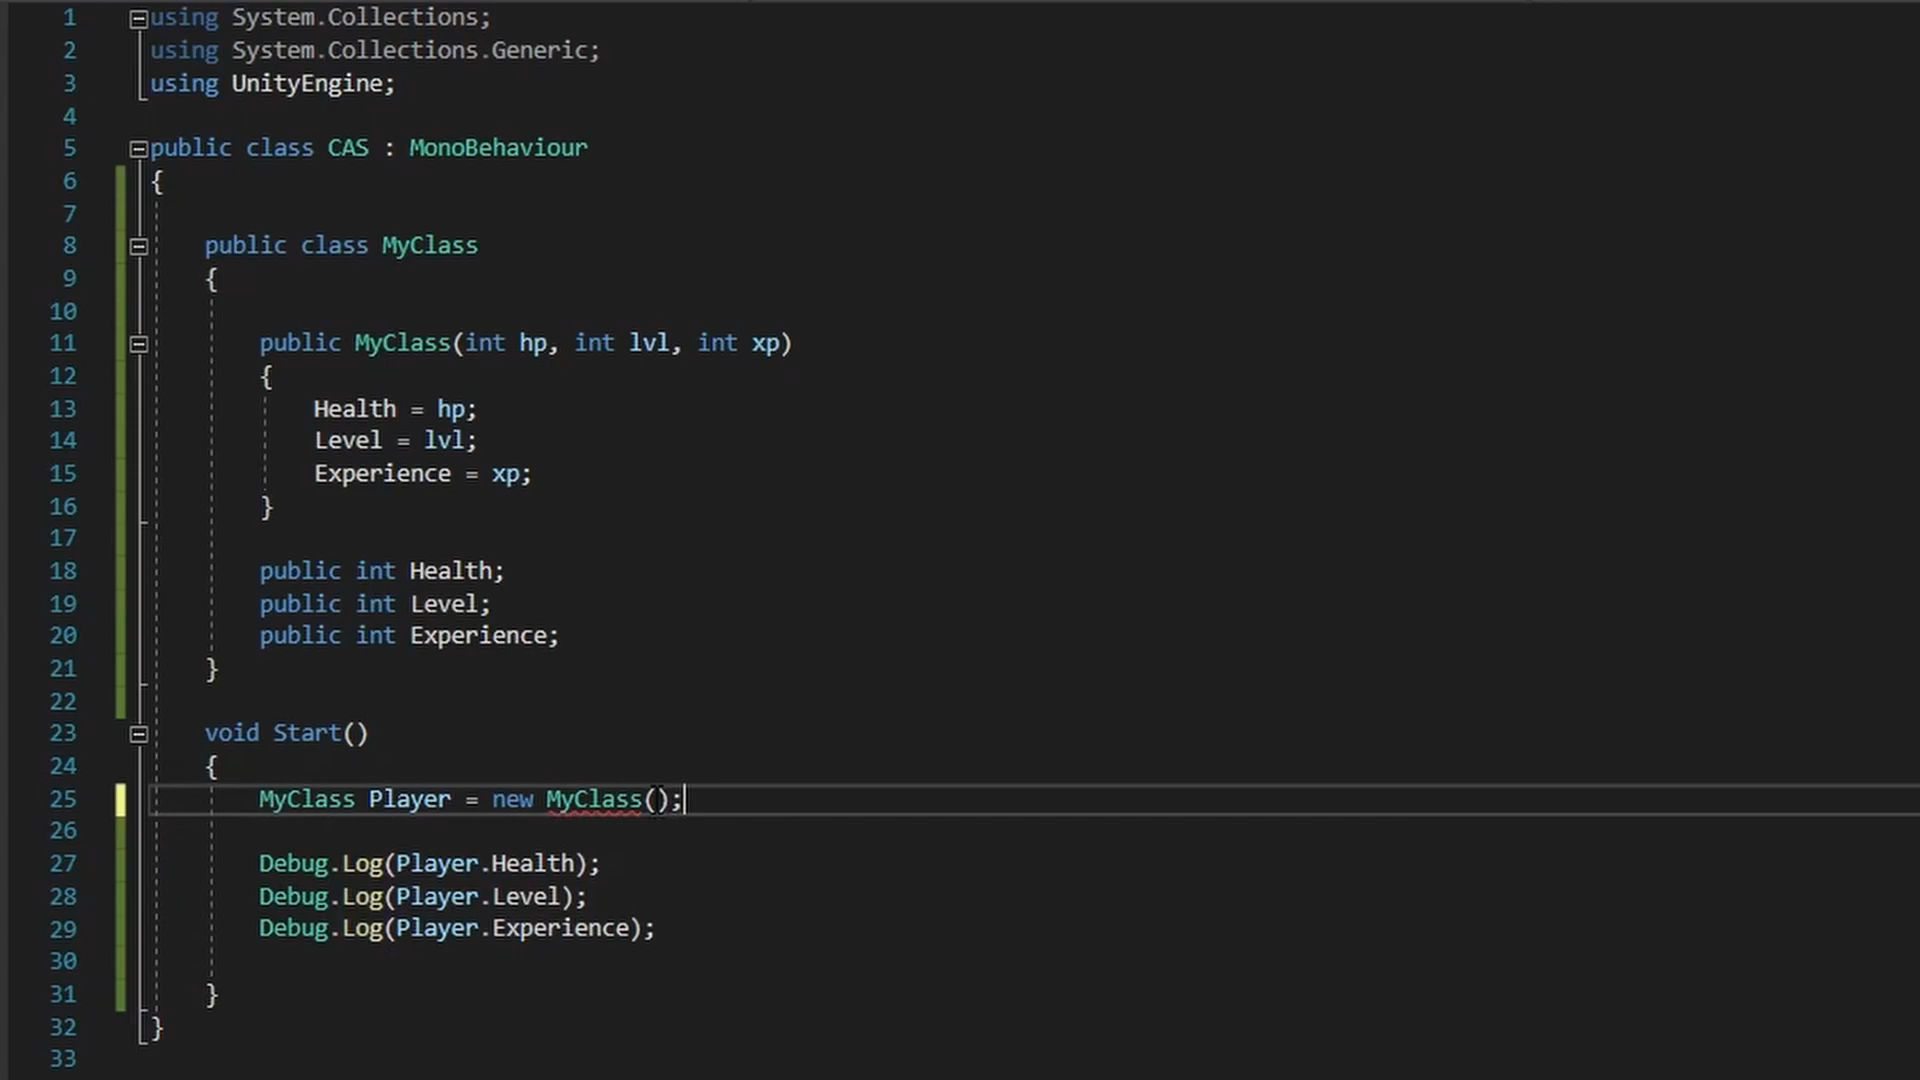 1 using System.Collections;
2 using System.Collections.Generic;
3 using UnityEngine;
4
5 public class CAS : MonoBehaviour
6 {
7
8 public class MyClass
9 {
10
11 public MyClass(int hp, int lvl, int xp)
12 {
13 Health = hp;
14 Level = lvl;
15 Experience = xp;
16 }
17
18 public int Health;
19 public int Level;
20 public int Experience;
21 }
22
23 void Start()
24 {
25 MyClass Player = new MyClass();
26
27 Debug.Log(Player.Health);
28 Debug.Log(Player.Level);
29 Debug.Log(Player.Experience);
30
31 }
32 }
33